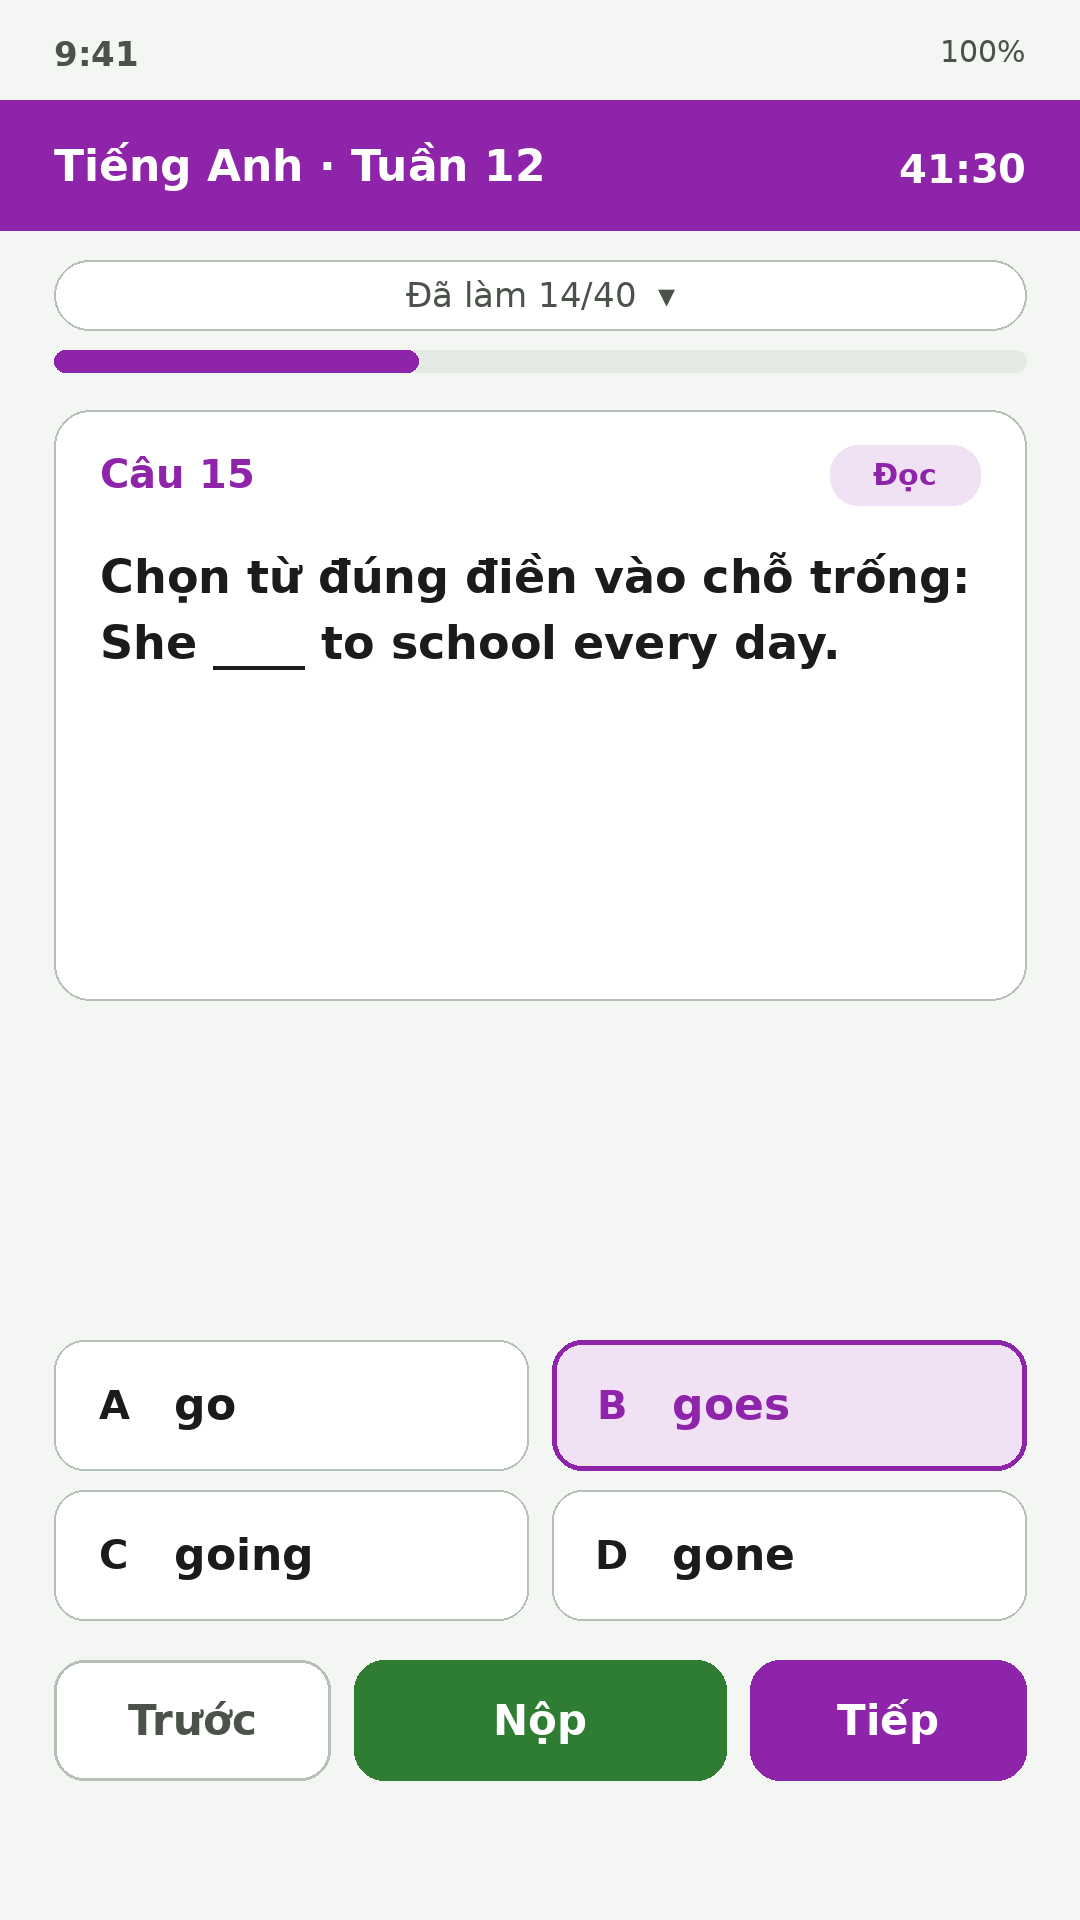 9:41 100%
Tiếng Anh · Tuần 12 41:30
Đã làm 14/40 ▼
Câu 15 Đọc
Chọn từ đúng điền vào chỗ trống:
She ____ to school every day.
A go B goes
C going D gone
Trước Nộp Tiếp